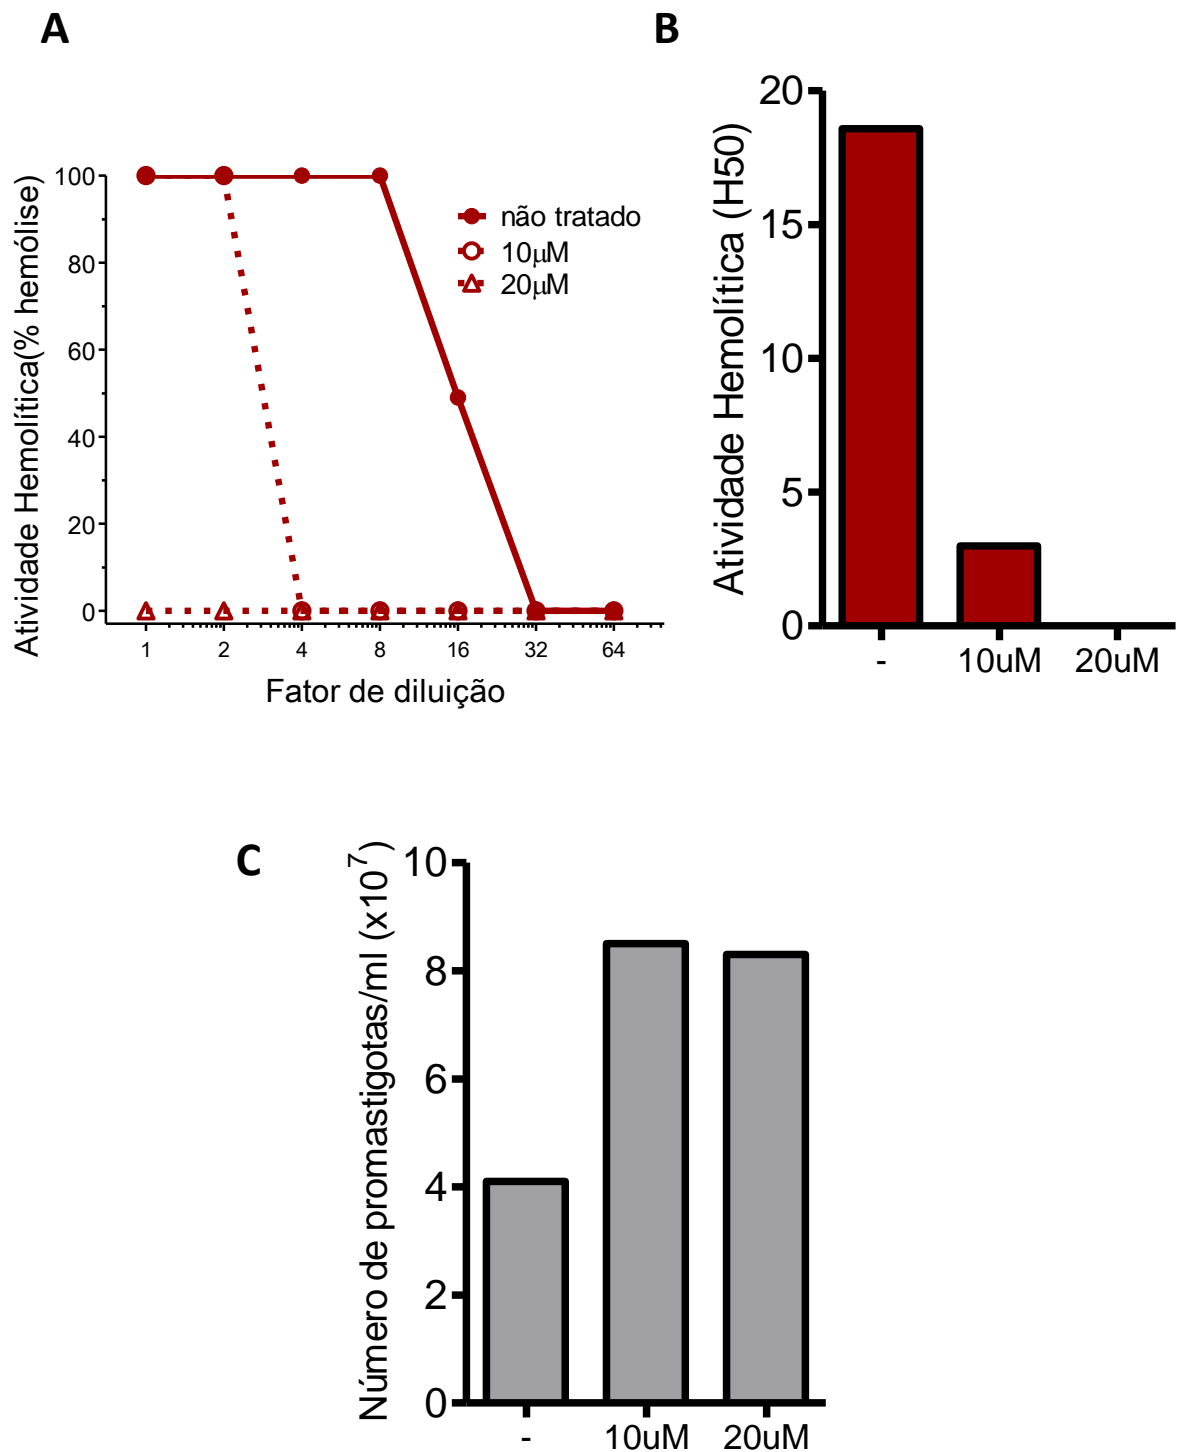 A
Atividade Hemolítica(% hemólise)
100
80
60
40
20
0
1 2 4 8 16 32 64
Fator de diluição
não tratado
10μM
20μM
B
Atividade Hemolítica (H50)
20
15
10
5
0
- 10uM 20uM
C
Número de promastigotas/ml (x10⁷)
10
8
6
4
2
0
- 10uM 20uM